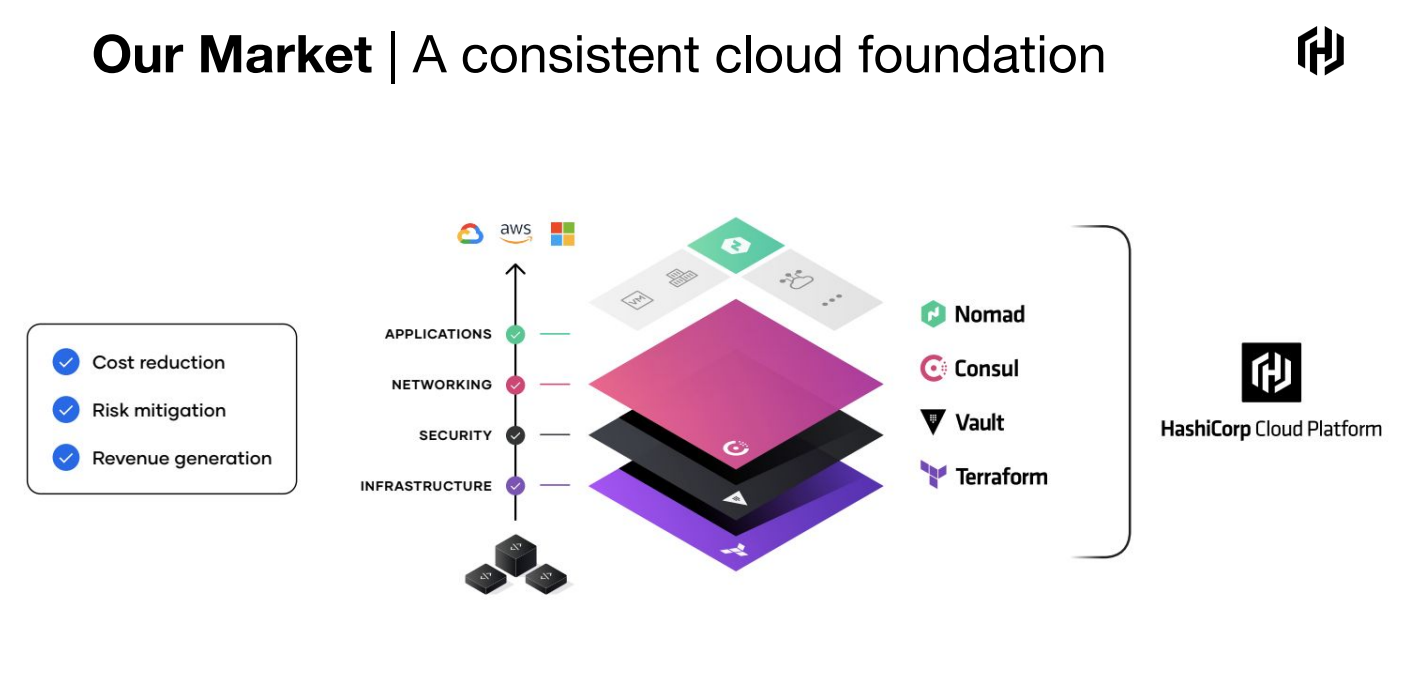 Our Market | A consistent cloud foundation
aws
APPLICATIONS
NETWORKING
SECURITY
INFRASTRUCTURE
Cost reduction
Risk mitigation
Revenue generation
VM
...
</>
</>
</>
Nomad
Consul
Vault
Terraform
HashiCorp Cloud Platform